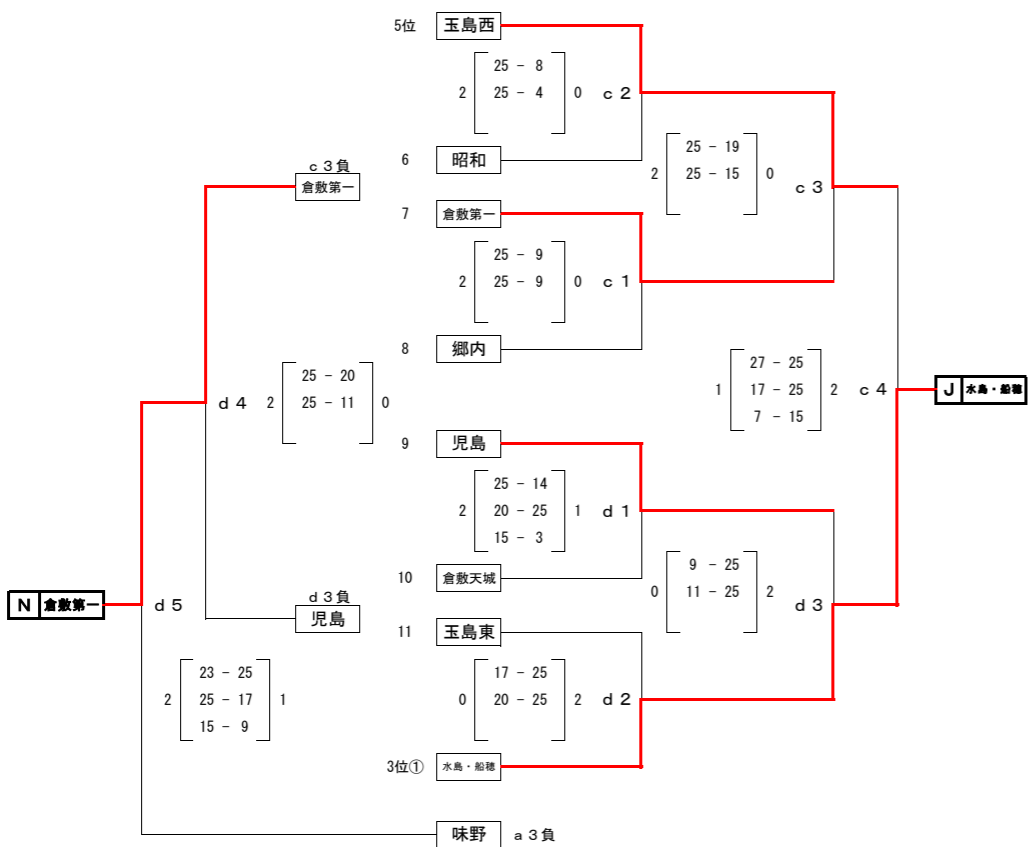 5位 玉島西
25 - 8
2 25 - 4 0 c2
6 昭和
c3負
倉敷第一
25 - 19
2 25 - 15 0 c3
7 倉敷第一
25 - 9
2 25 - 9 0 c1
8 郷内
27 - 25
1 17 - 25 2 c4
7 - 15
J 水島・船穂
25 - 20
d4 2 25 - 11 0
9 児島
25 - 14
2 20 - 25 1 d1
15 - 3
10 倉敷天城
9 - 25
0 11 - 25 2 d3
N 倉敷第一 d5
d3負
児島
11 玉島東
23 - 25
2 25 - 17 1
15 - 9
17 - 25
0 20 - 25 2 d2
3位① 水島・船穂
味野 a3負